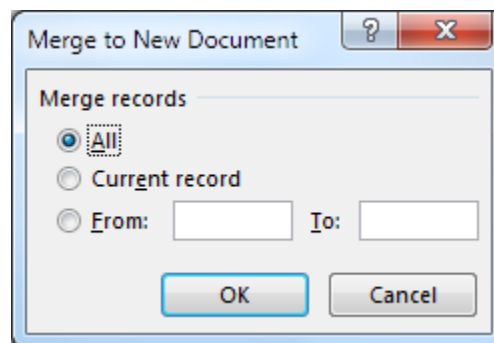 Merge to New Document
Merge records
All
Current record
From: To:
OK Cancel